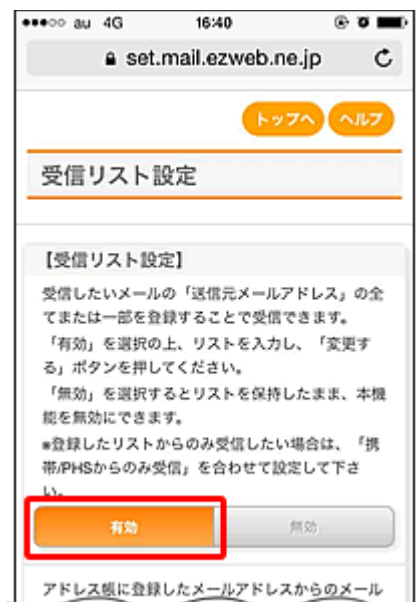 au 4G 16:40
set.mail.ezweb.ne.jp
トップへ ヘルプ
受信リスト設定
【受信リスト設定】
受信したいメールの「送信元メールアドレス」の全
てまたは一部を登録することで受信できます。
「有効」を選択の上、リストを入力し、「変更す
る」ボタンを押してください。
「無効」を選択するとリストを保持したまま、本機
能を無効にできます。
※登録したリストからのみ受信したい場合は、「携
帯/PHSからのみ受信」を合わせて設定して下さ
い。
有効 無効
アドレス帳に登録したメールアドレスからのメール